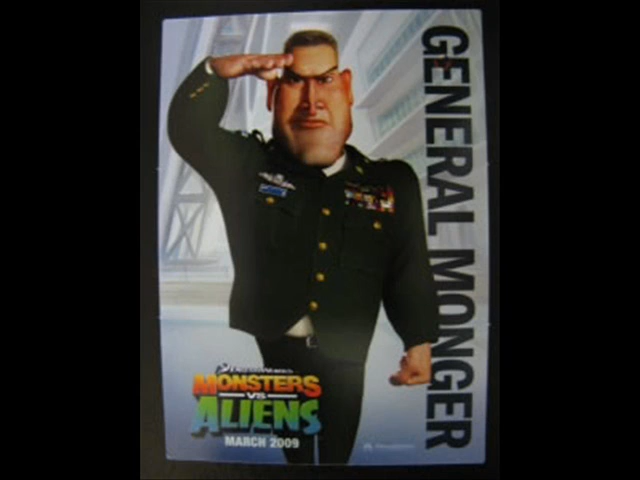 GENERAL MONGER
MONSTERS
VS
ALIENS
MARCH 2009